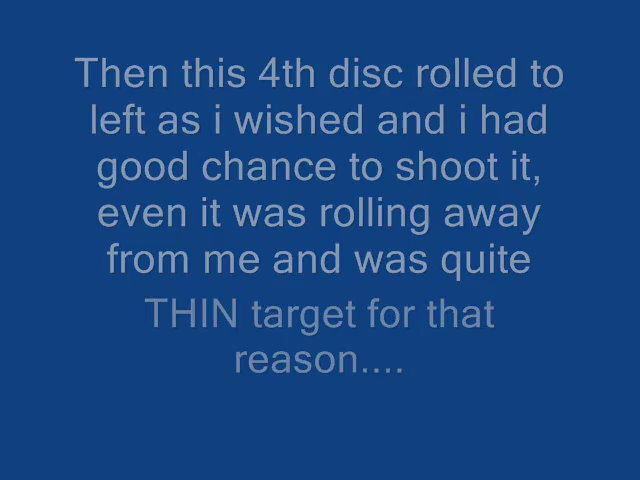 Then this 4th disc rolled to
left as i wished and i had
good chance to shoot it,
even it was rolling away
from me and was quite
THIN target for that
reason....